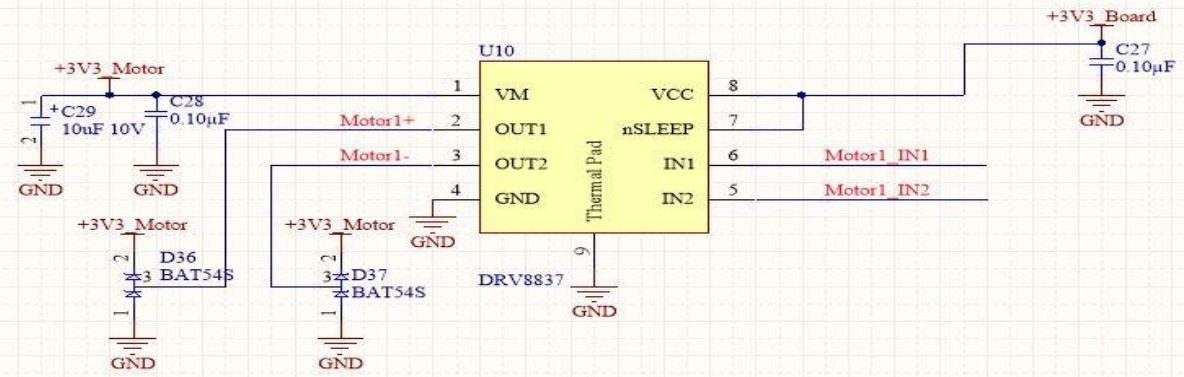 +3V3_Board
C27
0.10µF
GND
U10
+3V3_Motor
1
+
C29
10uF 10V
2
GND
C28
0.10µF
GND
Motor1+
Motor1-
1 VM VCC 8
2 OUT1 nSLEEP 7
3 OUT2 IN1 6 Motor1_IN1
4 GND IN2 5 Motor1_IN2
Thermal Pad
GND
9
GND
DRV8837
+3V3_Motor
2
D36
3 BAT54S
1
GND
+3V3_Motor
2
3 D37
BAT54S
1
GND